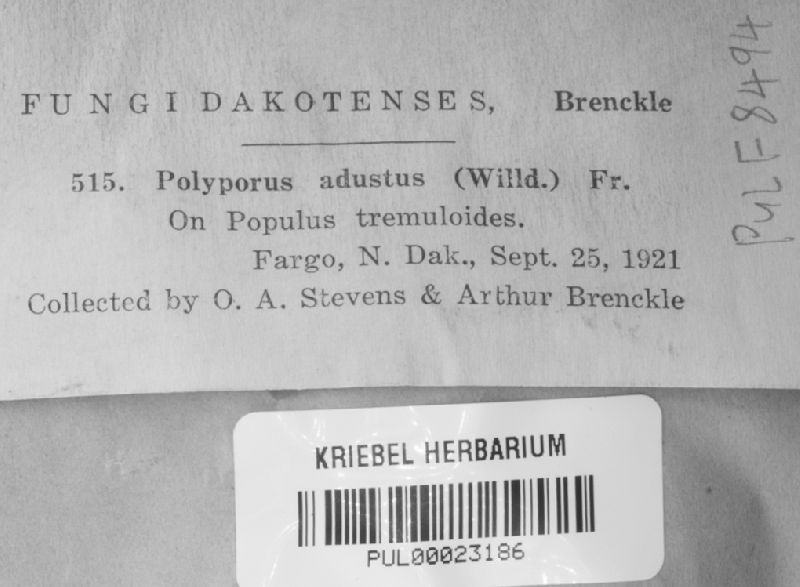 FUNGI DAKOTENSES, Brenckle
515. Polyporus adustus (Willd.) Fr.
On Populus tremuloides.
Fargo, N. Dak., Sept. 25, 1921
Collected by O. A. Stevens & Arthur Brenckle
PUL F 8494
KRIEBEL HERBARIUM
PUL00023186